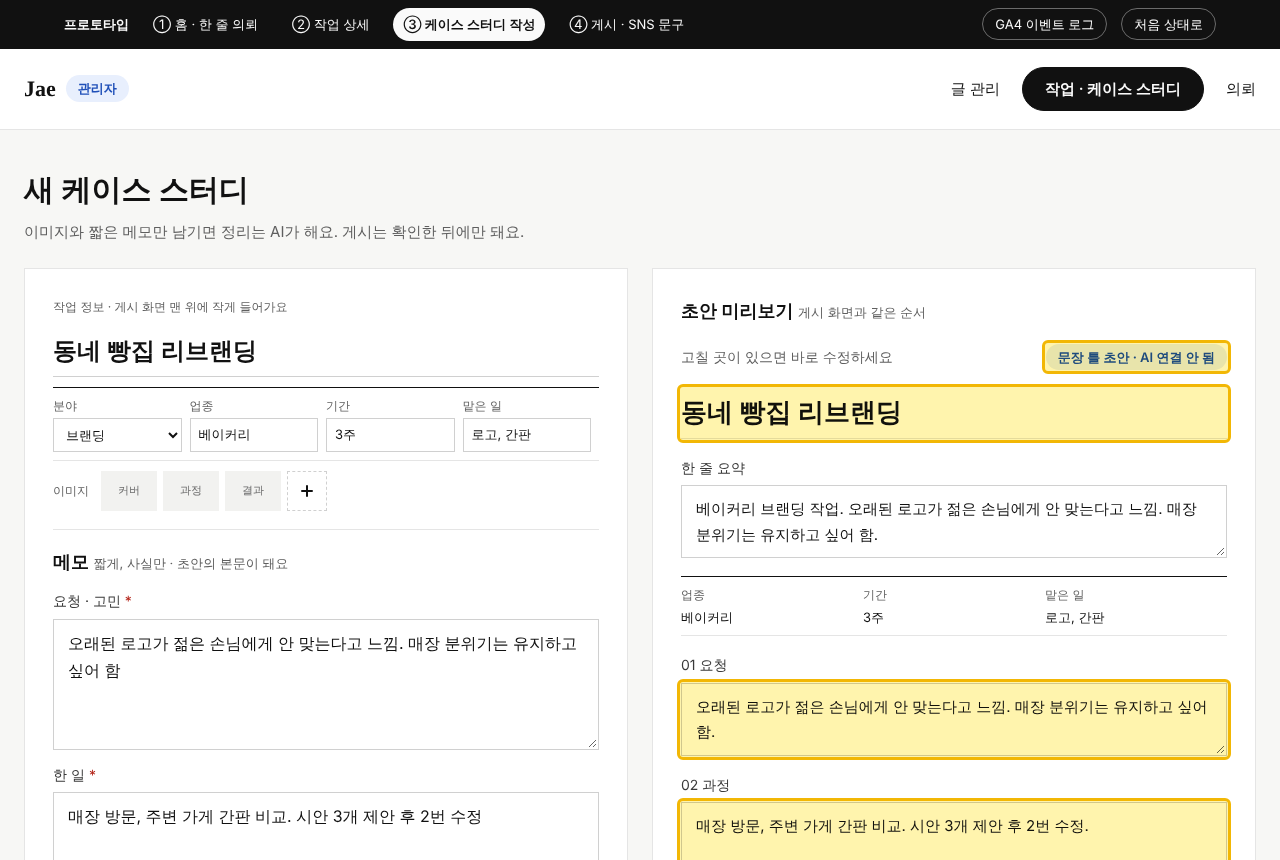 프로토타입
① 홈 · 한 줄 의뢰
② 작업 상세
③ 케이스 스터디 작성
④ 게시 · SNS 문구
GA4 이벤트 로그
처음 상태로
Jae
관리자
글 관리
작업 · 케이스 스터디
의뢰
새 케이스 스터디
이미지와 짧은 메모만 남기면 정리는 AI가 해요. 게시는 확인한 뒤에만 돼요.
작업 정보 · 게시 화면 맨 위에 작게 들어가요
동네 빵집 리브랜딩
분야
업종
기간
맡은 일
브랜딩
베이커리
3주
로고, 간판
이미지
커버
과정
결과
+
메모 짧게, 사실만 · 초안의 본문이 돼요
요청 · 고민 *
오래된 로고가 젊은 손님에게 안 맞는다고 느낌. 매장 분위기는 유지하고
싶어 함
한 일 *
매장 방문, 주변 가게 간판 비교. 시안 3개 제안 후 2번 수정
초안 미리보기 게시 화면과 같은 순서
고칠 곳이 있으면 바로 수정하세요
문장 틀 초안 · AI 연결 안 됨
동네 빵집 리브랜딩
한 줄 요약
베이커리 브랜딩 작업. 오래된 로고가 젊은 손님에게 안 맞는다고 느낌. 매장
분위기는 유지하고 싶어 함.
업종
기간
맡은 일
베이커리
3주
로고, 간판
01 요청
오래된 로고가 젊은 손님에게 안 맞는다고 느낌. 매장 분위기는 유지하고 싶어
함.
02 과정
매장 방문, 주변 가게 간판 비교. 시안 3개 제안 후 2번 수정.